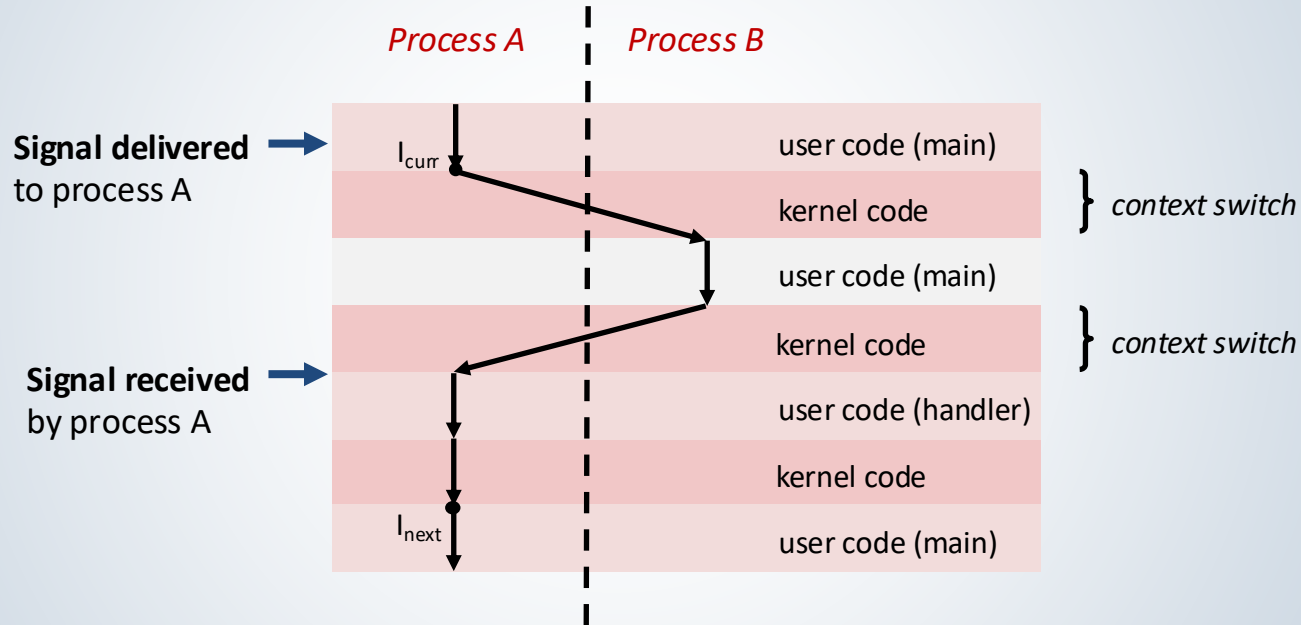 Process A
Process B
Signal delivered
to process A
I_curr
user code (main)
kernel code
} context switch
user code (main)
kernel code
} context switch
Signal received
by process A
user code (handler)
kernel code
I_next
user code (main)